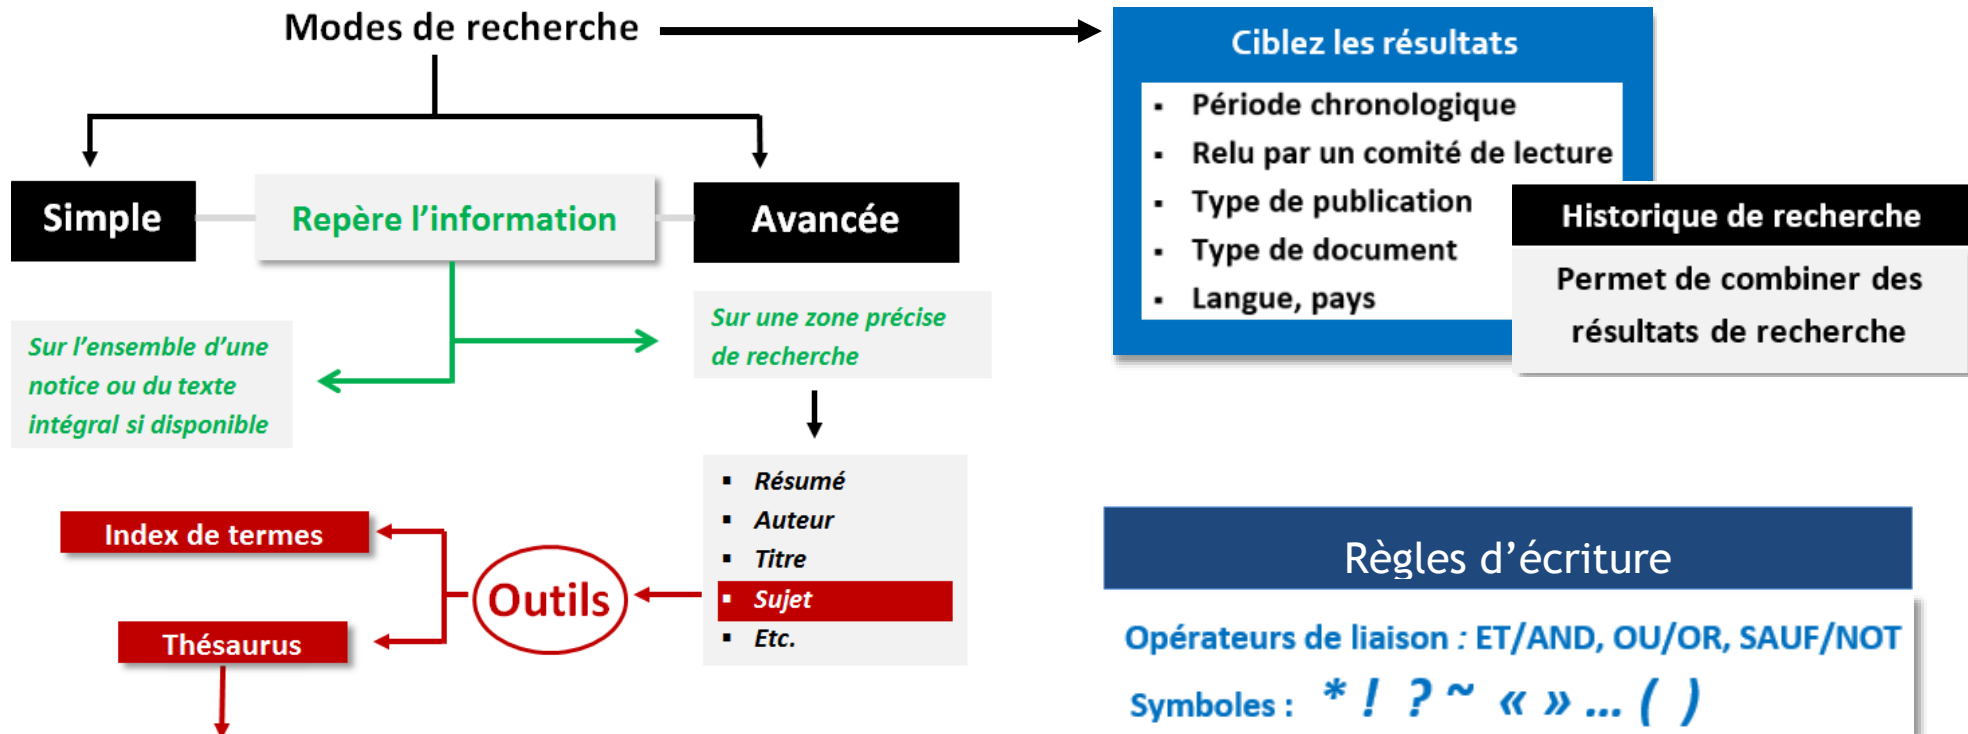 Modes de recherche
Simple
Repère l'information
Avancée
Sur l'ensemble d'une
notice ou du texte
intégral si disponible
Sur une zone précise
de recherche
▪ Résumé
▪ Auteur
▪ Titre
▪ Sujet
▪ Etc.
Outils
Index de termes
Thésaurus
Ciblez les résultats
▪ Période chronologique
▪ Relu par un comité de lecture
▪ Type de publication
▪ Type de document
▪ Langue, pays
Historique de recherche
Permet de combiner des
résultats de recherche
Règles d'écriture
Opérateurs de liaison : ET/AND, OU/OR, SAUF/NOT
Symboles : * ! ? ~ « » ... ( )